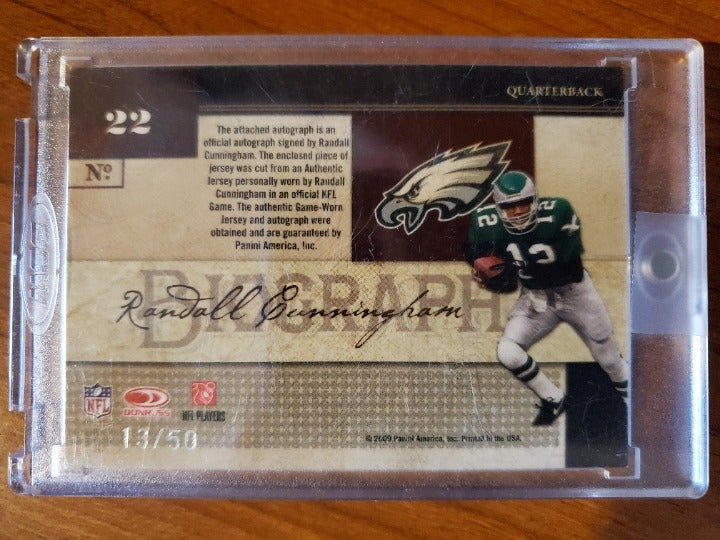 QUARTERBACK
22
Nº
The attached autograph is an
official autograph signed by Randall
Cunningham. The enclosed piece of
jersey was cut from an Authentic
Jersey personally worn by Randall
Cunningham in an official NFL
Game. The authentic Game-Worn
Jersey and autograph were
obtained and are guaranteed by
Panini America, Inc.
12
12
BIOGRAPH
Randall Cunningham
NFL
DONRUSS
NFL PLAYERS
13/50
© 2009 Panini America, Inc. Printed in the USA.